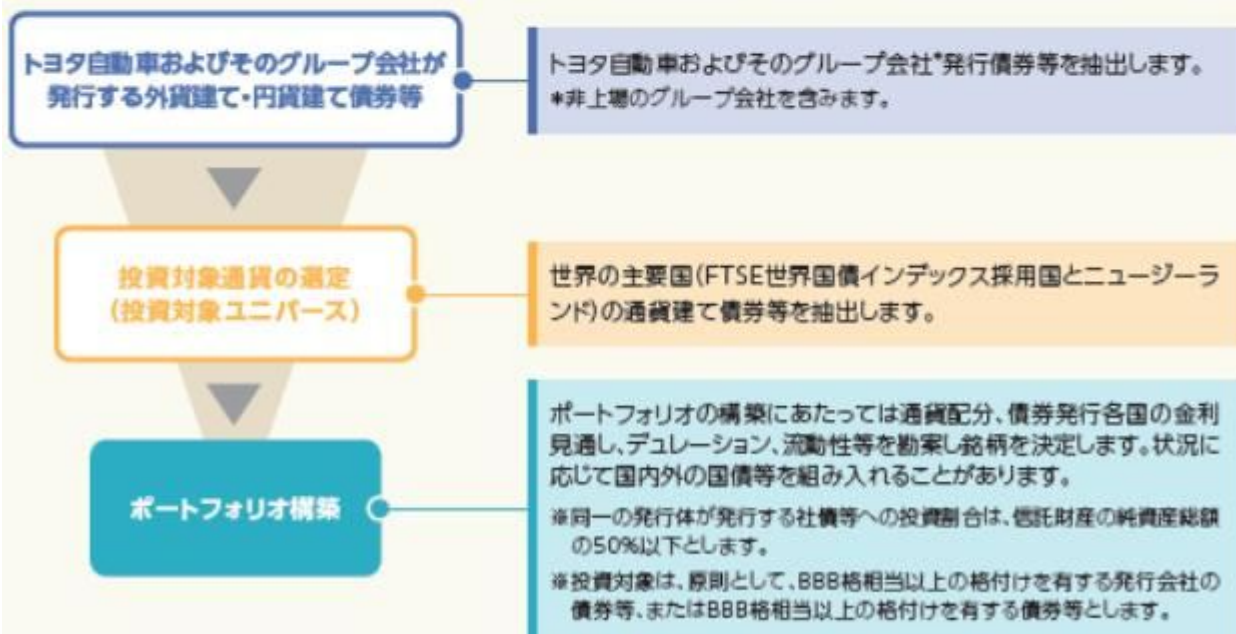 トヨタ自動車およびそのグループ会社が
発行する外貨建て・円貨建て債券等
トヨタ自動車およびそのグループ会社*発行債券等を抽出します。
*非上場のグループ会社を含みます。
投資対象通貨の選定
(投資対象ユニバース)
世界の主要国(FTSE世界国債インデックス採用国とニュージーラ
ンド)の通貨建て債券等を抽出します。
ポートフォリオ構築
ポートフォリオの構築にあたっては通貨配分、債券発行各国の金利
見通し、デュレーション、流動性等を勘案し銘柄を決定します。状況に
応じて国内外の国債等を組み入れることがあります。
※同一の発行体が発行する社債等への投資割合は、信託財産の純資産総額
の50%以下とします。
※投資対象は、原則として、BBB格相当以上の格付けを有する発行会社の
債券等、またはBBB格相当以上の格付けを有する債券等とします。